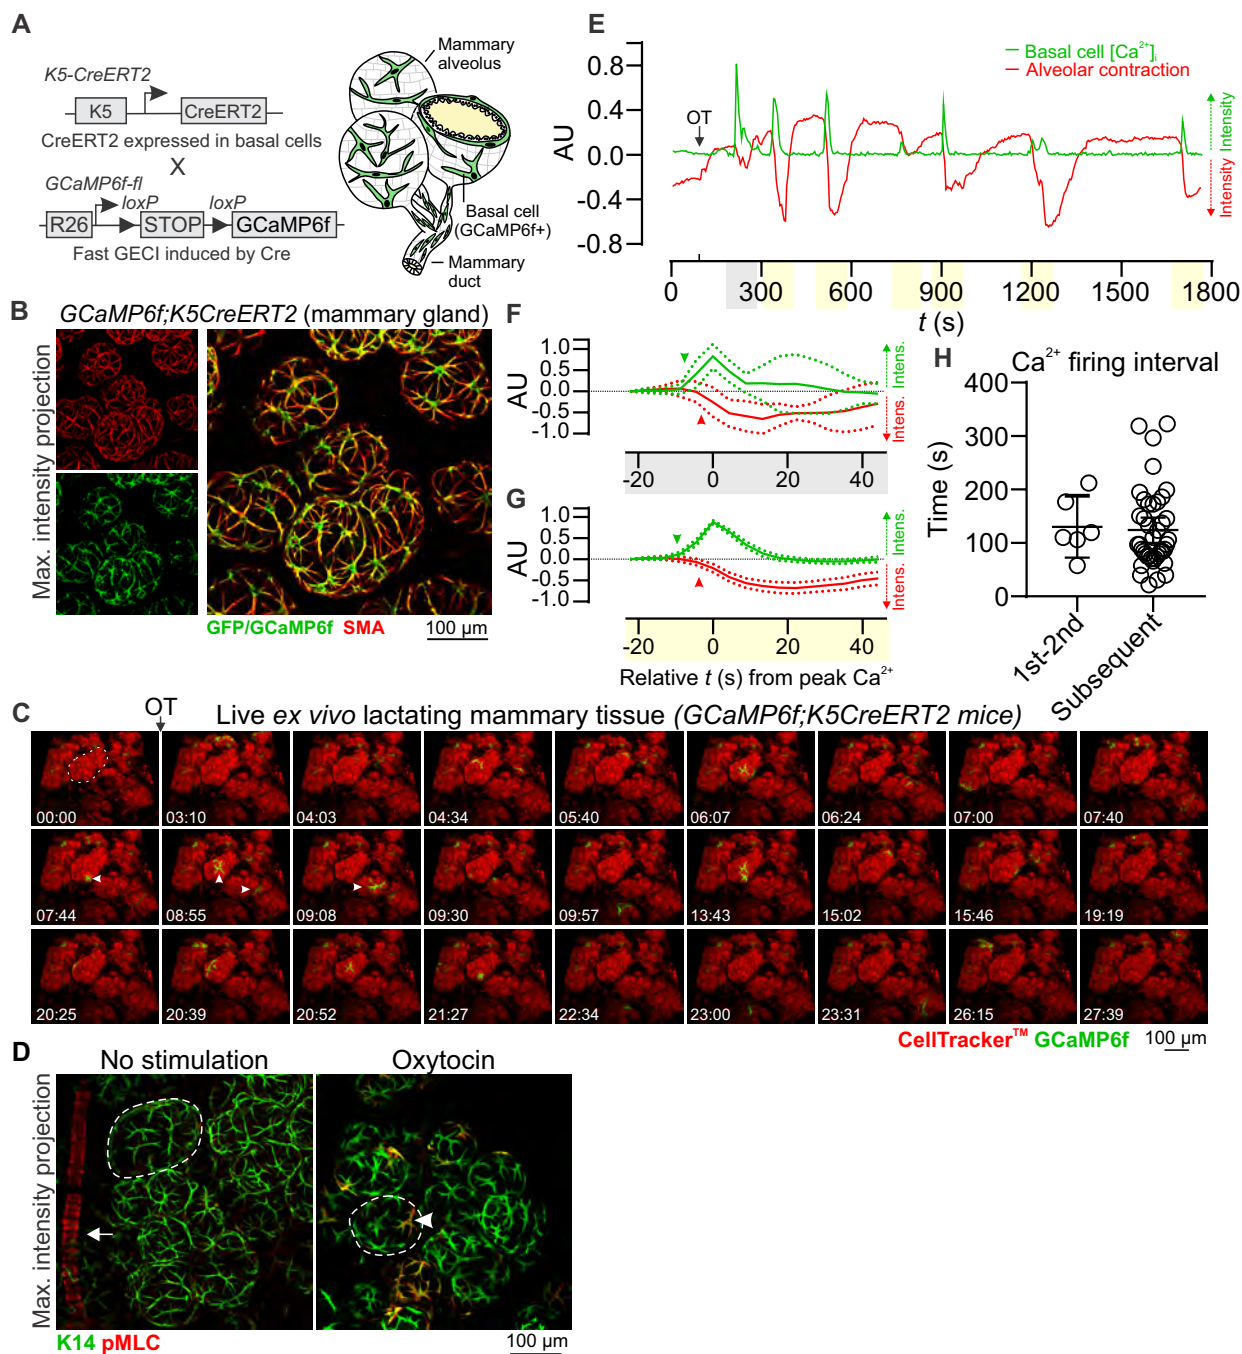 A
K5-CreERT2
K5
CreERT2
CreERT2 expressed in basal cells
X
GCaMP6f-fl
loxP
loxP
R26
STOP
GCaMP6f
Fast GECI induced by Cre
Mammary
alveolus
Basal cell
(GCaMP6f+)
Mammary
duct
B
GCaMP6f;K5CreERT2 (mammary gland)
Max. intensity projection
GFP/GCaMP6f SMA
100 µm
E
Basal cell [Ca²⁺]ᵢ
Alveolar contraction
OT
AU
0.8
0.4
0.0
-0.4
-0.8
Intensity
Intensity
0
300
600
900
1200
1500
1800
t (s)
F
AU
1.0
0.5
0.0
-0.5
-1.0
Intens.
Intens.
-20
0
20
40
G
AU
1.0
0.5
0.0
-0.5
-1.0
Intens.
Intens.
-20
0
20
40
Relative t (s) from peak Ca²⁺
H
Ca²⁺ firing interval
Time (s)
400
300
200
100
0
1st-2nd
Subsequent
C
OT
Live ex vivo lactating mammary tissue (GCaMP6f;K5CreERT2 mice)
00:00
03:10
04:03
04:34
05:40
06:07
06:24
07:00
07:40
07:44
08:55
09:08
09:30
09:57
13:43
15:02
15:46
19:19
20:25
20:39
20:52
21:27
22:34
23:00
23:31
26:15
27:39
CellTracker™ GCaMP6f
100 µm
D
No stimulation
Oxytocin
Max. intensity projection
K14 pMLC
100 µm